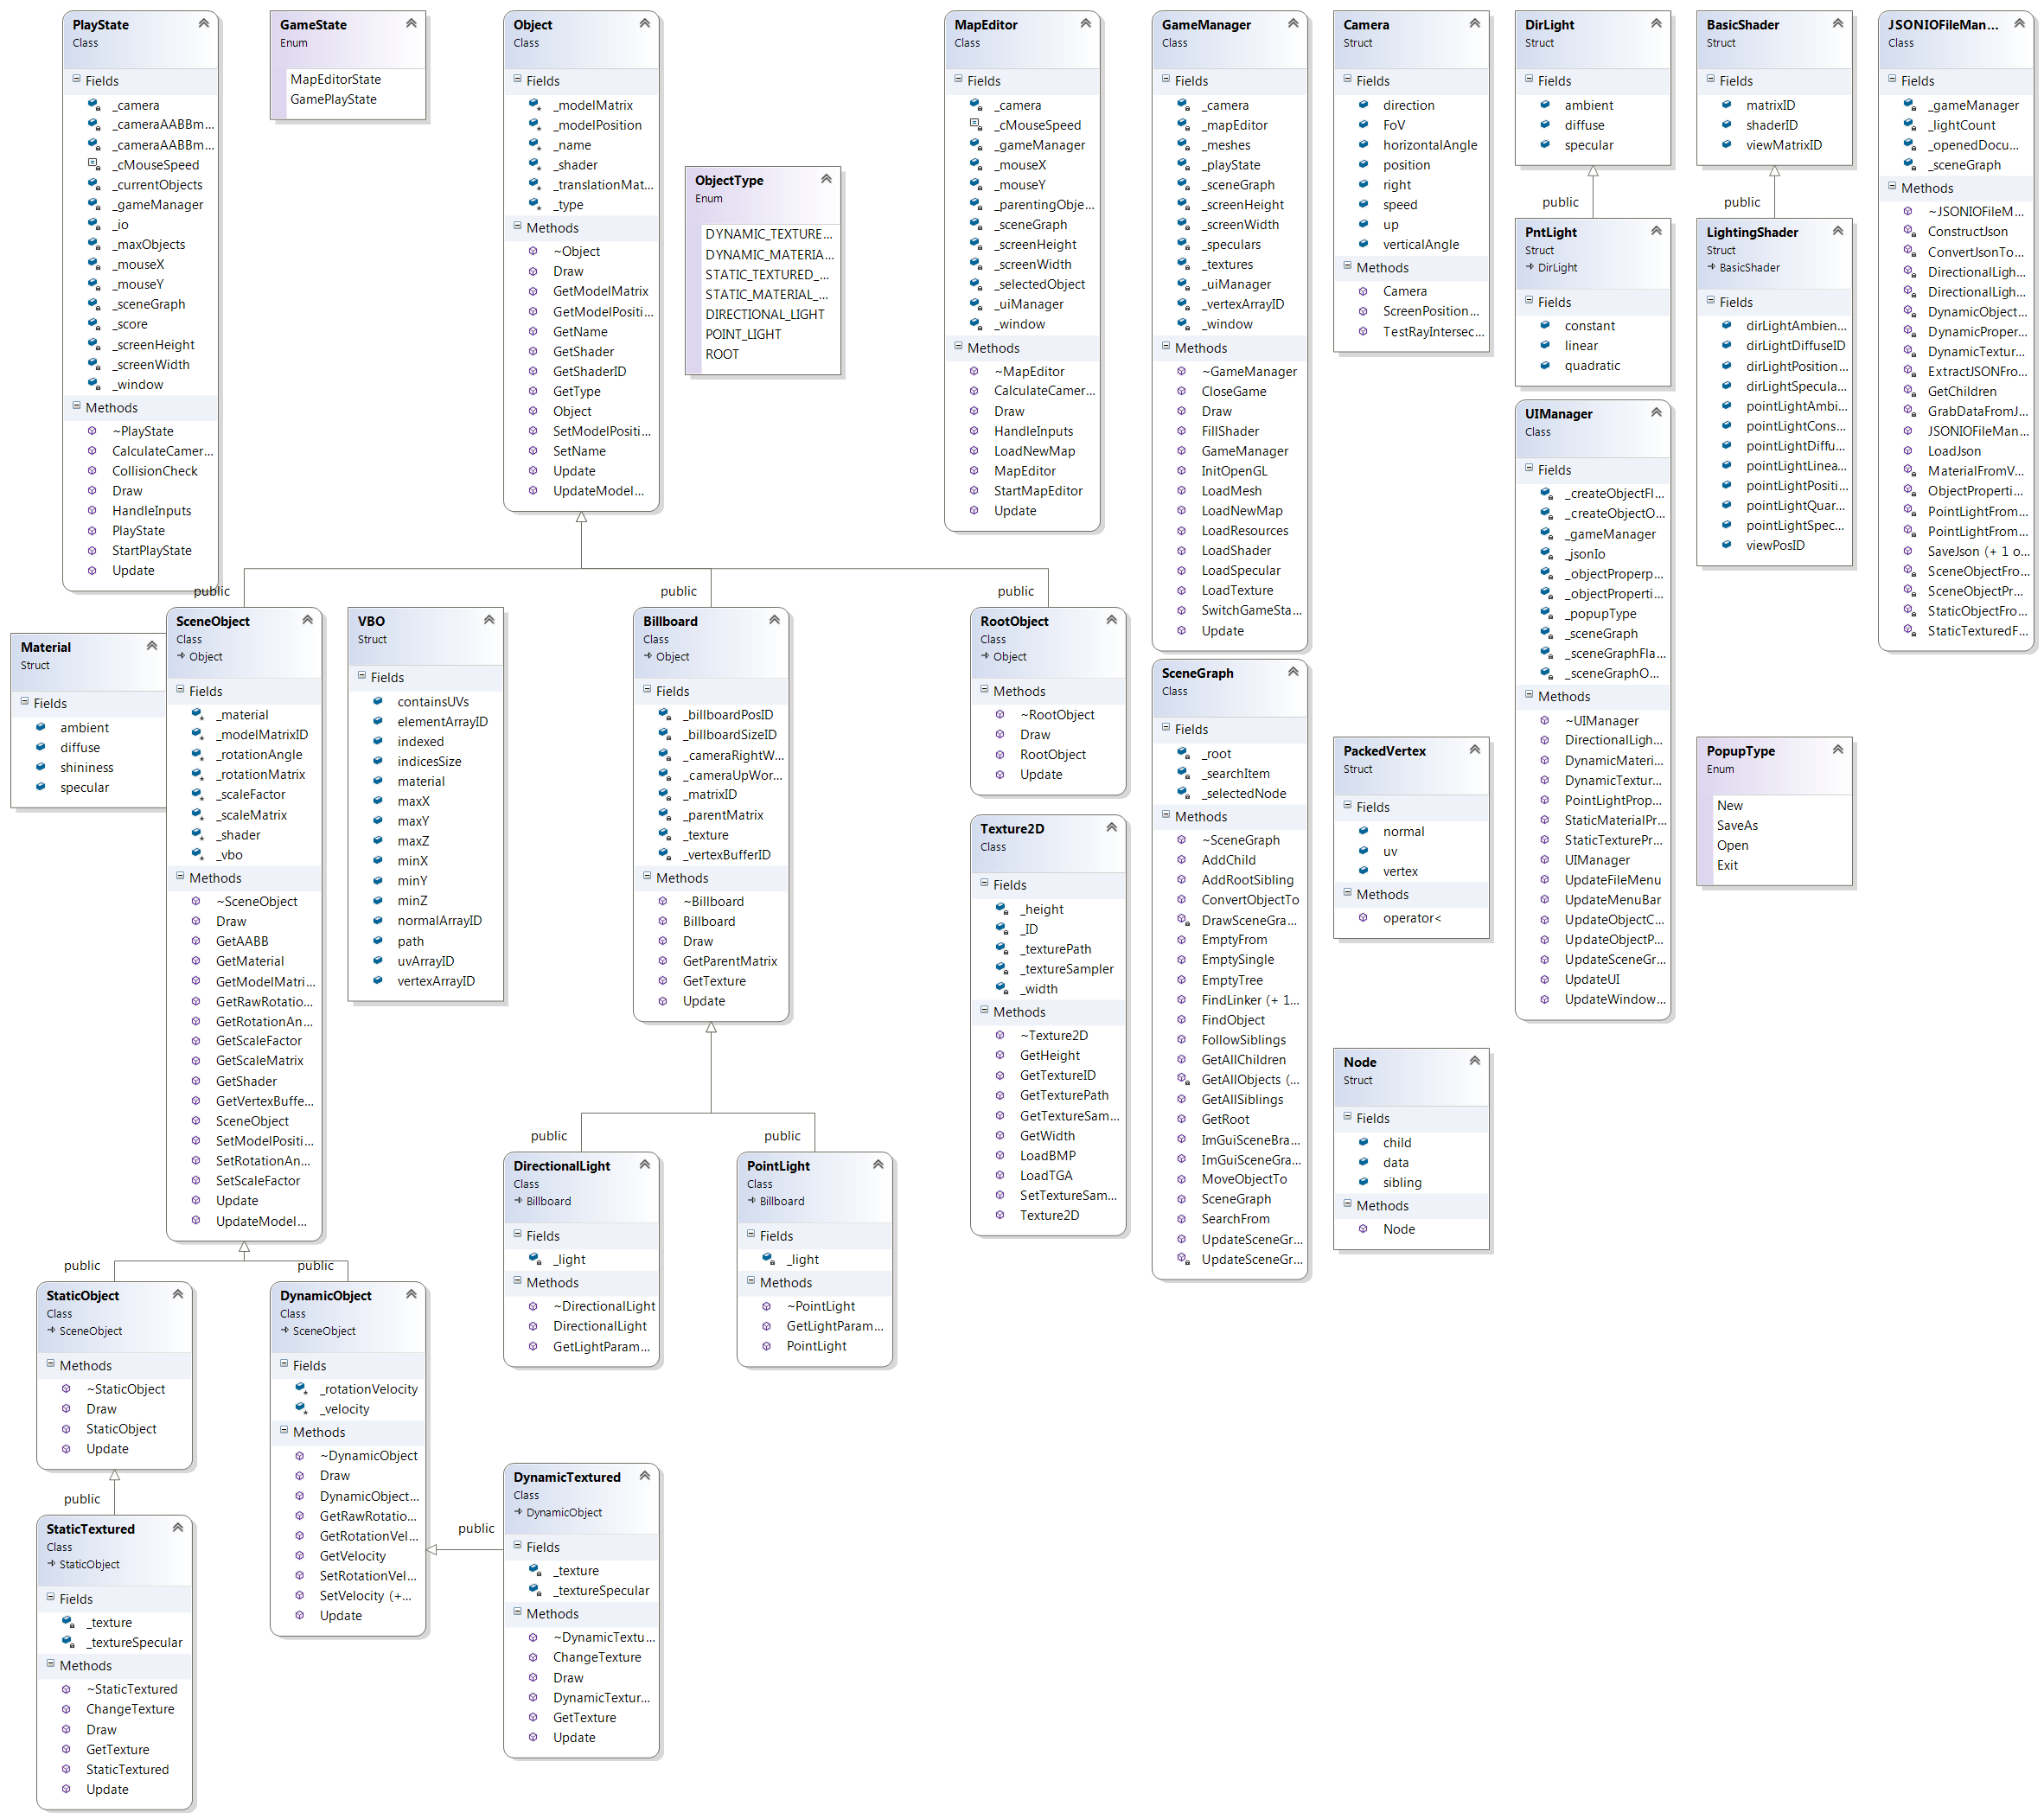 PlayState
Class
Fields
_camera
_cameraAABBm...
_cameraAABBm...
_cMouseSpeed
_currentObjects
_gameManager
_io
_maxObjects
_mouseX
_mouseY
_sceneGraph
_score
_screenHeight
_screenWidth
_window
Methods
~PlayState
CalculateCamer...
CollisionCheck
Draw
HandleInputs
PlayState
StartPlayState
Update
GameState
Enum
MapEditorState
GamePlayState
Object
Class
Fields
_modelMatrix
_modelPosition
_name
_shader
_translationMat...
_type
Methods
~Object
Draw
GetModelMatrix
GetModelPositi...
GetName
GetShader
GetShaderID
GetType
Object
SetModelPositi...
SetName
Update
UpdateModel...
ObjectType
Enum
DYNAMIC_TEXTURE...
DYNAMIC_MATERIA...
STATIC_TEXTURED_...
STATIC_MATERIAL_...
DIRECTIONAL_LIGHT
POINT_LIGHT
ROOT
MapEditor
Class
Fields
_camera
_cMouseSpeed
_gameManager
_mouseX
_mouseY
_parentingObje...
_sceneGraph
_screenHeight
_screenWidth
_selectedObject
_uiManager
_window
Methods
~MapEditor
CalculateCamer...
Draw
HandleInputs
LoadNewMap
MapEditor
StartMapEditor
Update
GameManager
Class
Fields
_camera
_mapEditor
_meshes
_playState
_sceneGraph
_screenHeight
_screenWidth
_speculars
_textures
_uiManager
_vertexArrayID
_window
Methods
~GameManager
CloseGame
Draw
FillShader
GameManager
InitOpenGL
LoadMesh
LoadNewMap
LoadResources
LoadShader
LoadSpecular
LoadTexture
SwitchGameSta...
Update
Camera
Struct
Fields
direction
FoV
horizontalAngle
position
right
speed
up
verticalAngle
Methods
Camera
ScreenPosition...
TestRayIntersec...
DirLight
Struct
Fields
ambient
diffuse
specular
public
PntLight
Struct
DirLight
Fields
constant
linear
quadratic
BasicShader
Struct
Fields
matrixID
shaderID
viewMatrixID
public
LightingShader
Struct
BasicShader
Fields
dirLightAmbien...
dirLightDiffuseID
dirLightPosition...
dirLightSpecula...
pointLightAmbi...
pointLightCons...
pointLightDiffu...
pointLightLinea...
pointLightPositi...
pointLightQuar...
pointLightSpec...
viewPosID
JSONIOFileMan...
Class
Fields
_gameManager
_lightCount
_openedDocu...
_sceneGraph
Methods
~JSONIOFileM...
ConstructJson
ConvertJsonTo...
DirectionalLigh...
DirectionalLigh...
DynamicObject...
DynamicProper...
DynamicTextur...
ExtractJSONFro...
GetChildren
GrabDataFromJ...
JSONIOFileMan...
LoadJson
MaterialFromV...
ObjectProperti...
PointLightFrom...
PointLightFrom...
SaveJson (+ 1 o...
SceneObjectFro...
SceneObjectPr...
StaticObjectFro...
StaticTexturedF...
UIManager
Class
Fields
_createObjectFl...
_createObjectO...
_gameManager
_jsonIo
_objectProperp...
_objectProperti...
_popupType
_sceneGraph
_sceneGraphFla...
_sceneGraphO...
Methods
~UIManager
DirectionalLigh...
DynamicMateri...
DynamicTextur...
PointLightProp...
StaticMaterialPr...
StaticTexturePr...
UIManager
UpdateFileMenu
UpdateMenuBar
UpdateObjectC...
UpdateObjectP...
UpdateSceneGr...
UpdateUI
UpdateWindow...
public
public
public
Material
Struct
Fields
ambient
diffuse
shininess
specular
SceneObject
Class
Object
Fields
_material
_modelMatrixID
_rotationAngle
_rotationMatrix
_scaleFactor
_scaleMatrix
_shader
_vbo
Methods
~SceneObject
Draw
GetAABB
GetMaterial
GetModelMatri...
GetRawRotatio...
GetRotationAn...
GetScaleFactor
GetScaleMatrix
GetShader
GetVertexBuffe...
SceneObject
SetModelPositi...
SetRotationAn...
SetScaleFactor
Update
UpdateModel...
VBO
Struct
Fields
containsUVs
elementArrayID
indexed
indicesSize
material
maxX
maxY
maxZ
minX
minY
minZ
normalArrayID
path
uvArrayID
vertexArrayID
Billboard
Class
Object
Fields
_billboardPosID
_billboardSizeID
_cameraRightW...
_cameraUpWor...
_matrixID
_parentMatrix
_texture
_vertexBufferID
Methods
~Billboard
Billboard
Draw
GetParentMatrix
GetTexture
Update
RootObject
Class
Object
Methods
~RootObject
Draw
RootObject
Update
Texture2D
Class
Fields
_height
_ID
_texturePath
_textureSampler
_width
Methods
~Texture2D
GetHeight
GetTextureID
GetTexturePath
GetTextureSam...
GetWidth
LoadBMP
LoadTGA
SetTextureSam...
Texture2D
SceneGraph
Class
Fields
_root
_searchItem
_selectedNode
Methods
~SceneGraph
AddChild
AddRootSibling
ConvertObjectTo
DrawSceneGra...
EmptyFrom
EmptySingle
EmptyTree
FindLinker (+ 1...
FindObject
FollowSiblings
GetAllChildren
GetAllObjects (...
GetAllSiblings
GetRoot
ImGuiSceneBra...
ImGuiSceneGra...
MoveObjectTo
SceneGraph
SearchFrom
UpdateSceneGr...
UpdateSceneGr...
PackedVertex
Struct
Fields
normal
uv
vertex
Methods
operator<
PopupType
Enum
New
SaveAs
Open
Exit
Node
Struct
Fields
child
data
sibling
Methods
Node
public
public
DirectionalLight
Class
Billboard
Fields
_light
Methods
~DirectionalLight
DirectionalLight
GetLightParam...
PointLight
Class
Billboard
Fields
_light
Methods
~PointLight
GetLightParam...
PointLight
public
public
StaticObject
Class
SceneObject
Methods
~StaticObject
Draw
StaticObject
Update
DynamicObject
Class
SceneObject
Fields
_rotationVelocity
_velocity
Methods
~DynamicObject
Draw
DynamicObject...
GetRawRotatio...
GetRotationVel...
GetVelocity
SetRotationVel...
SetVelocity (+...
Update
public
DynamicTextured
Class
DynamicObject
Fields
_texture
_textureSpecular
Methods
~DynamicTextu...
ChangeTexture
Draw
DynamicTextur...
GetTexture
Update
public
StaticTextured
Class
StaticObject
Fields
_texture
_textureSpecular
Methods
~StaticTextured
ChangeTexture
Draw
GetTexture
StaticTextured
Update